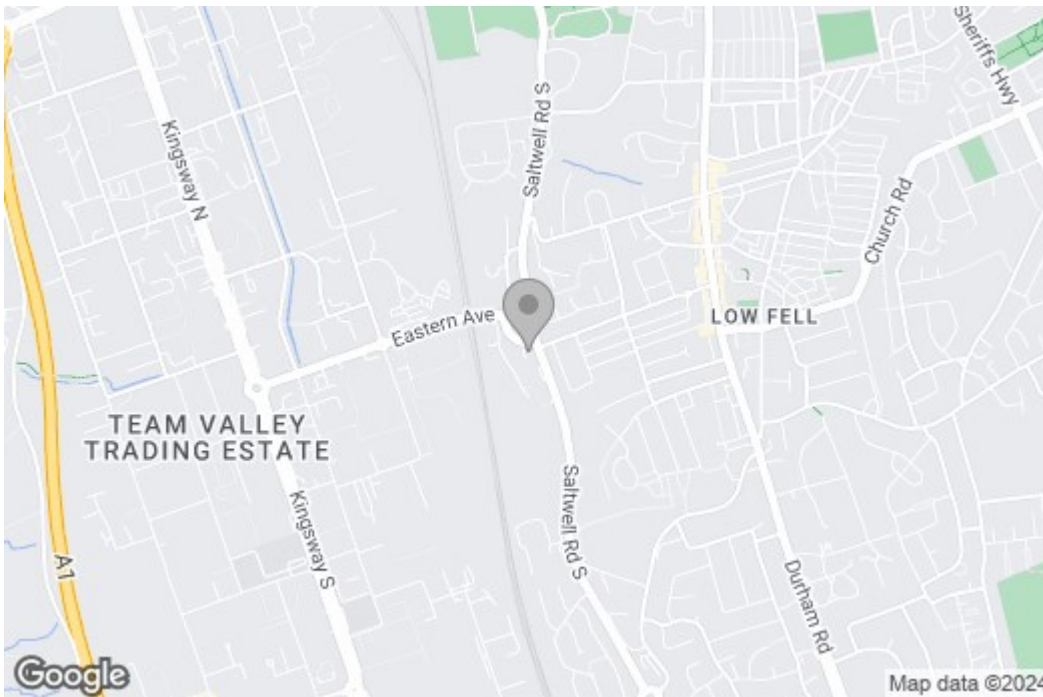 Sheriffs Hwy
Kingsway N
Saltwell Rd S
Church Rd
Eastern Ave
LOW FELL
TEAM VALLEY
TRADING ESTATE
Kingsway S
Saltwell Rd S
A1
Durham Rd
Google
Map data ©2024